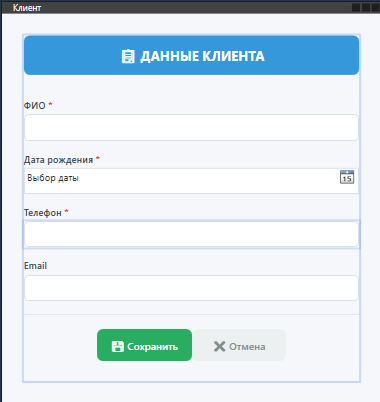 Клиент
ДАННЫЕ КЛИЕНТА
ФИО *
Дата рождения *
Выбор даты
15
Телефон *
Email
Сохранить
Отмена